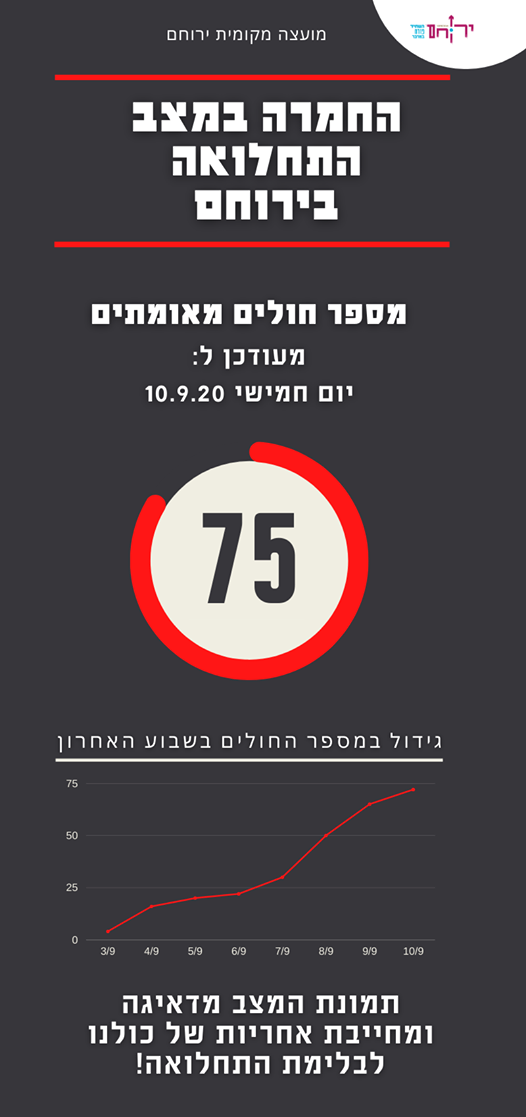 מועצה מקומית ירוחם
ירוחם
החמרה במצב
התחלואה
בירוחם
מספר חולים מאומתים
מעודכן ל:
יום חמישי 10.9.20
75
גידול במספר החולים בשבוע האחרון
75
50
25
0
3/9 4/9 5/9 6/9 7/9 8/9 9/9 10/9
תמונת המצב מדאיגה
ומחייבת אחריות של כולנו
לבלימת התחלואה!